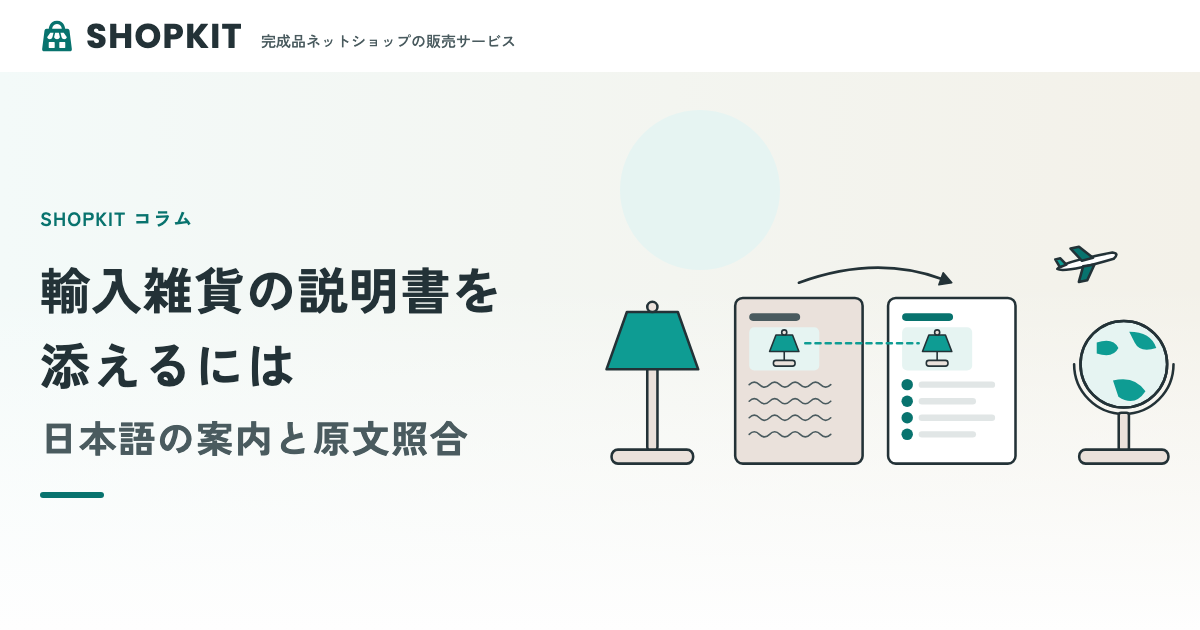 SHOPKIT 完成品ネットショップの販売サービス
SHOPKIT コラム
輸入雑貨の説明書を
添えるには
日本語の案内と原文照合